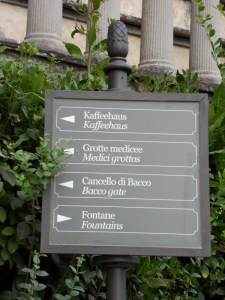 Kaffeehaus
Kaffeehaus
Grotte medicee
Medici grottos
Cancello di Bacco
Bacco gate
Fontane
Fountains